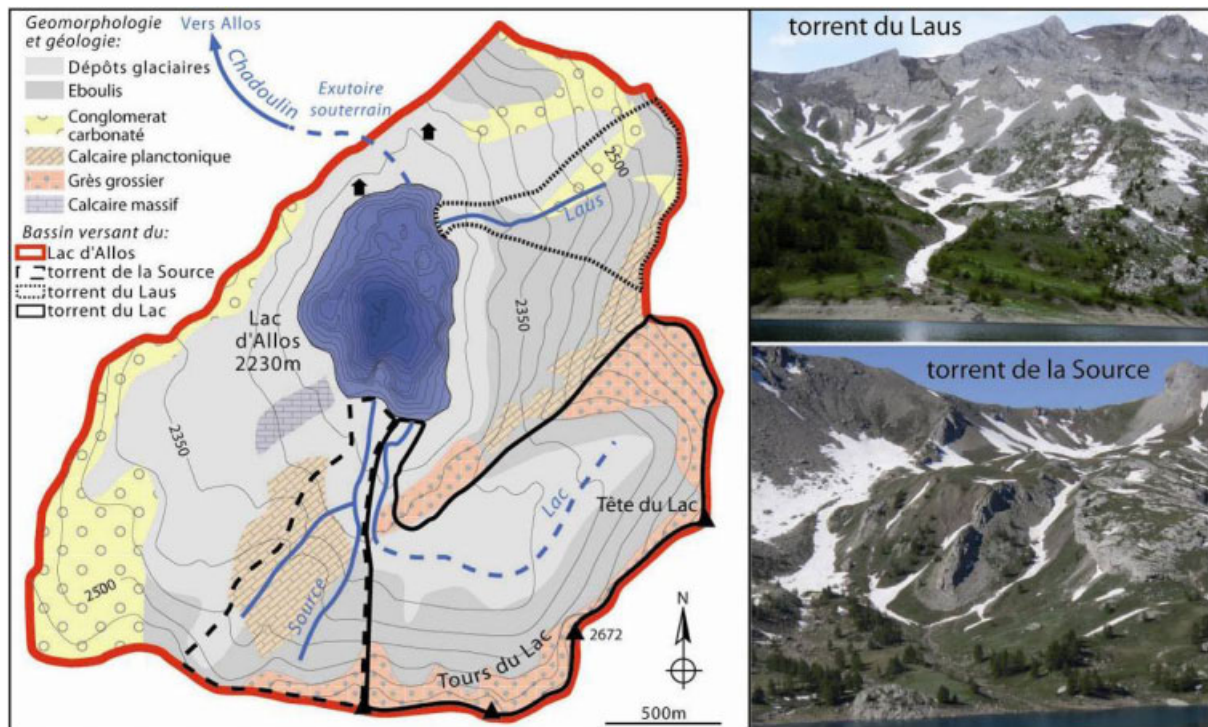 Geomorphologie
et géologie:
Dépôts glaciaires
Eboulis
Conglomerat
carbonaté
Calcaire planctonique
Grès grossier
Calcaire massif
Bassin versant du:
Lac d'Allos
torrent de la Source
torrent du Laus
torrent du Lac
Vers Allos
Chadoulin
Exutoire
souterrain
2500
Laus
2350
Lac
d'Allos
2230m
2350
2500
Source
Lac
Tête du Lac
Tours du Lac
2672
N
500m
torrent du Laus
torrent de la Source